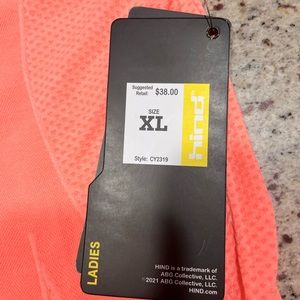 Suggested
Retail: $38.00
SIZE
XL
Style: CY2319
hind
LADIES
HIND is a trademark of
ABG Collective, LLC.
©2021 ABG Collective, LLC.
HIND.com